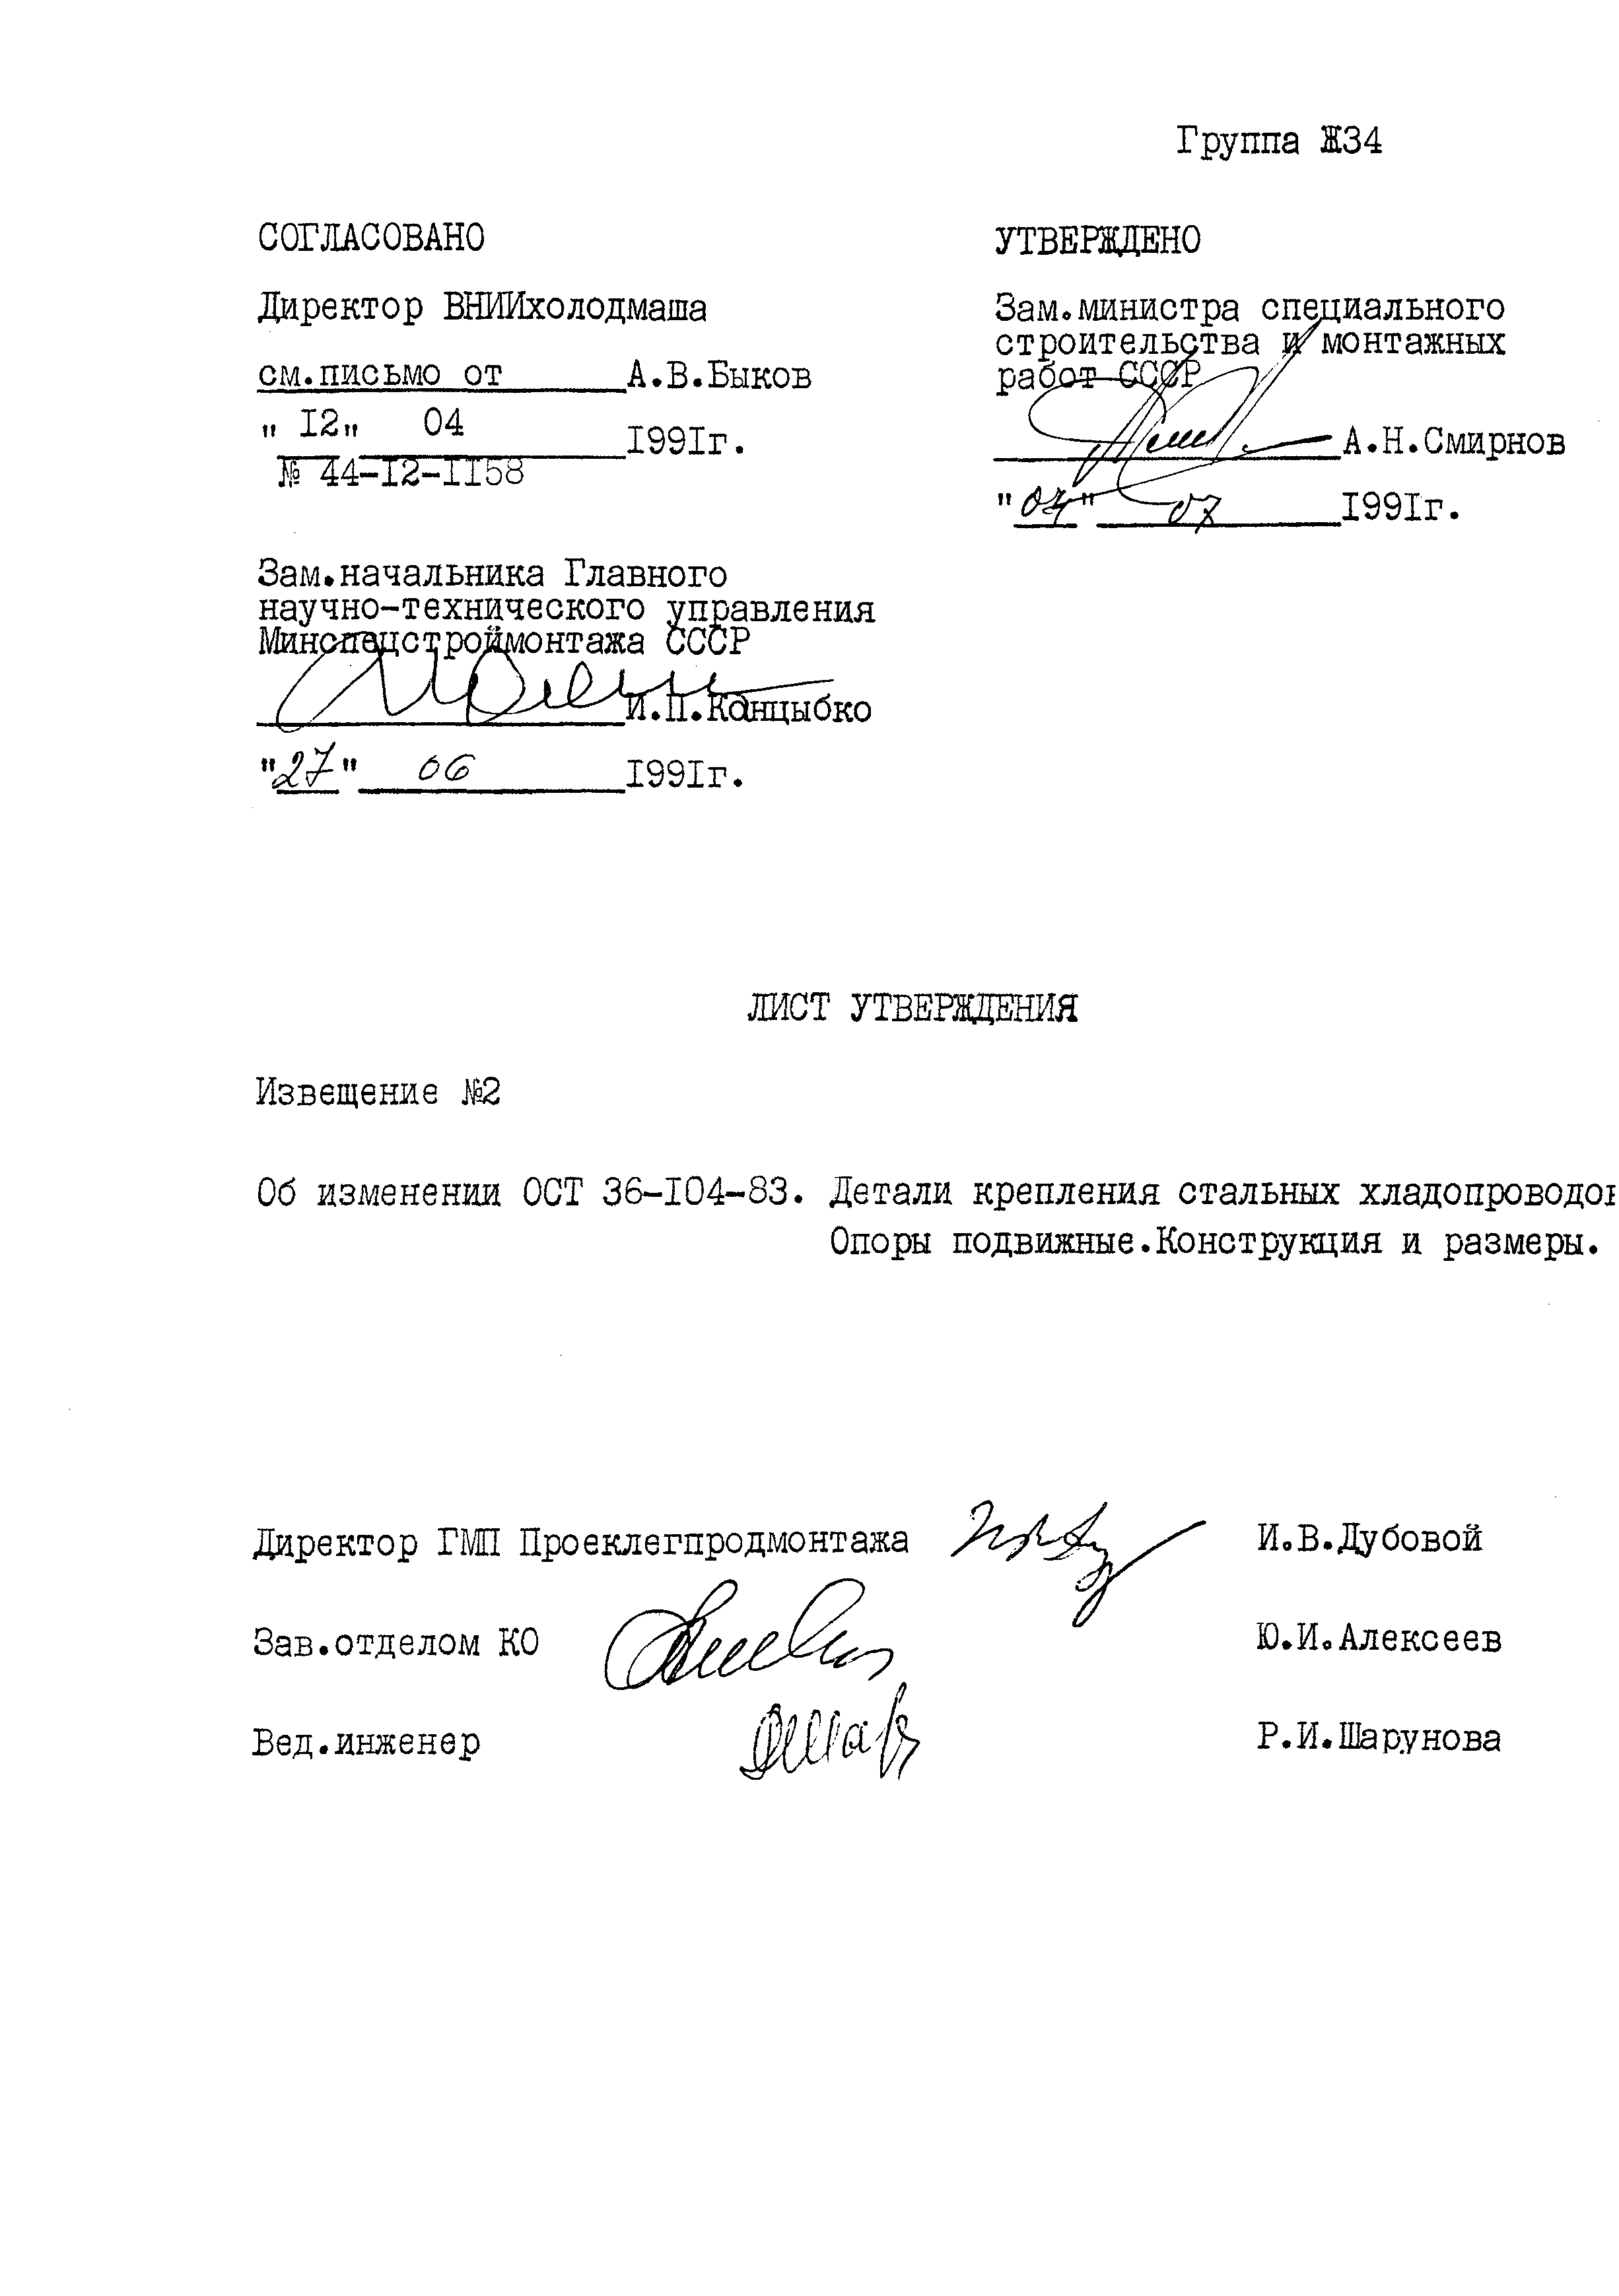 Группа Ж34
СОГЛАСОВАНО
Директор ВНИИхолодмаша
см.письмо от А.В.Быков
" I2" 04 I99Iг.
№ 44-I2-II58
Зам.начальника Главного
научно-технического управления
Минспецстроймонтажа СССР
И.П.Канцыбко
"27" 06 I99Iг.
УТВЕРЖДЕНО
Зам.министра специального
строительства и монтажных
работ СССР
А.Н.Смирнов
"04" 07 I99Iг.
ЛИСТ УТВЕРЖДЕНИЯ
Извещение №2
Об изменении ОСТ 36-I04-83. Детали крепления стальных хладопроводов
Опоры подвижные.Конструкция и размеры.
Директор ГМП Проеклегпродмонтажа И.В.Дубовой
Зав.отделом КО Ю.И.Алексеев
Вед.инженер Р.И.Шарунова